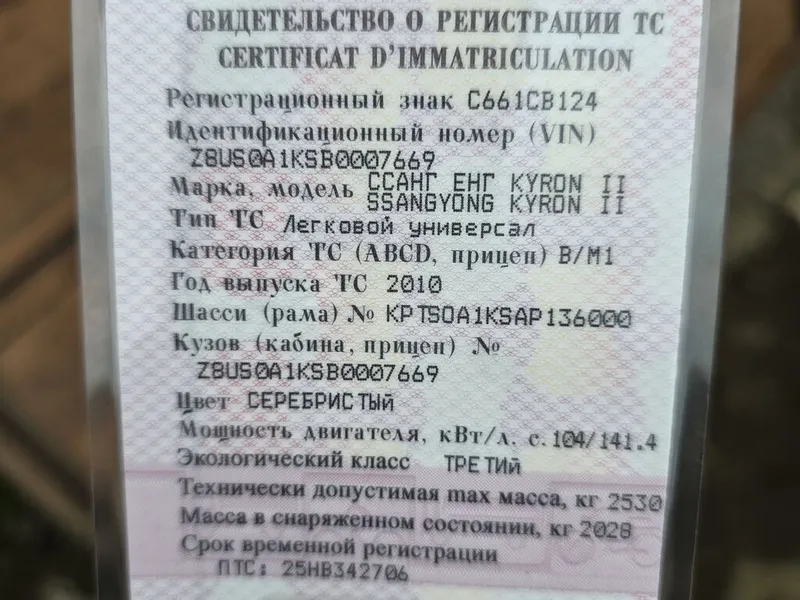 СВИДЕТЕЛЬСТВО О РЕГИСТРАЦИИ ТС
CERTIFICAT D'IMMATRICULATION
Регистрационный знак С661СВ124
Идентификационный номер (VIN)
Z8US0A1KSB0007669
Марка, модель ССАНГ ЕНГ KYRON II
SSANGYONG KYRON II
Тип ТС Легковой универсал
Категория ТС (ABCD, прицеп) B/M1
Год выпуска ТС 2010
Шасси (рама) № KPTS0A1KSAP136000
Кузов (кабина, прицеп) №
Z8US0A1KSB0007669
Цвет СЕРЕБРИСТЫЙ
Мощность двигателя, кВт/л. с. 104/141.4
Экологический класс ТРЕТИЙ
Технически допустимая max масса, кг 2530
Масса в снаряженном состоянии, кг 2028
Срок временной регистрации
ПТС: 25НВ342706